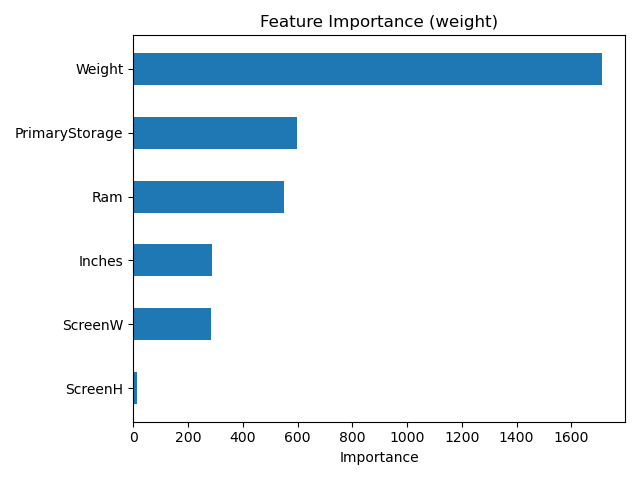 Feature Importance (weight)
Weight
PrimaryStorage
Ram
Inches
ScreenW
ScreenH
0 200 400 600 800 1000 1200 1400 1600
Importance